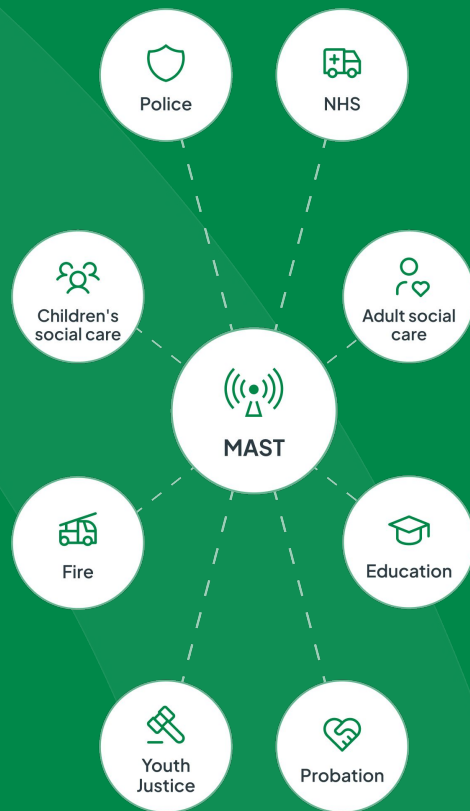 Police
NHS
Children's
social care
Adult social
care
MAST
Fire
Education
Youth
Justice
Probation